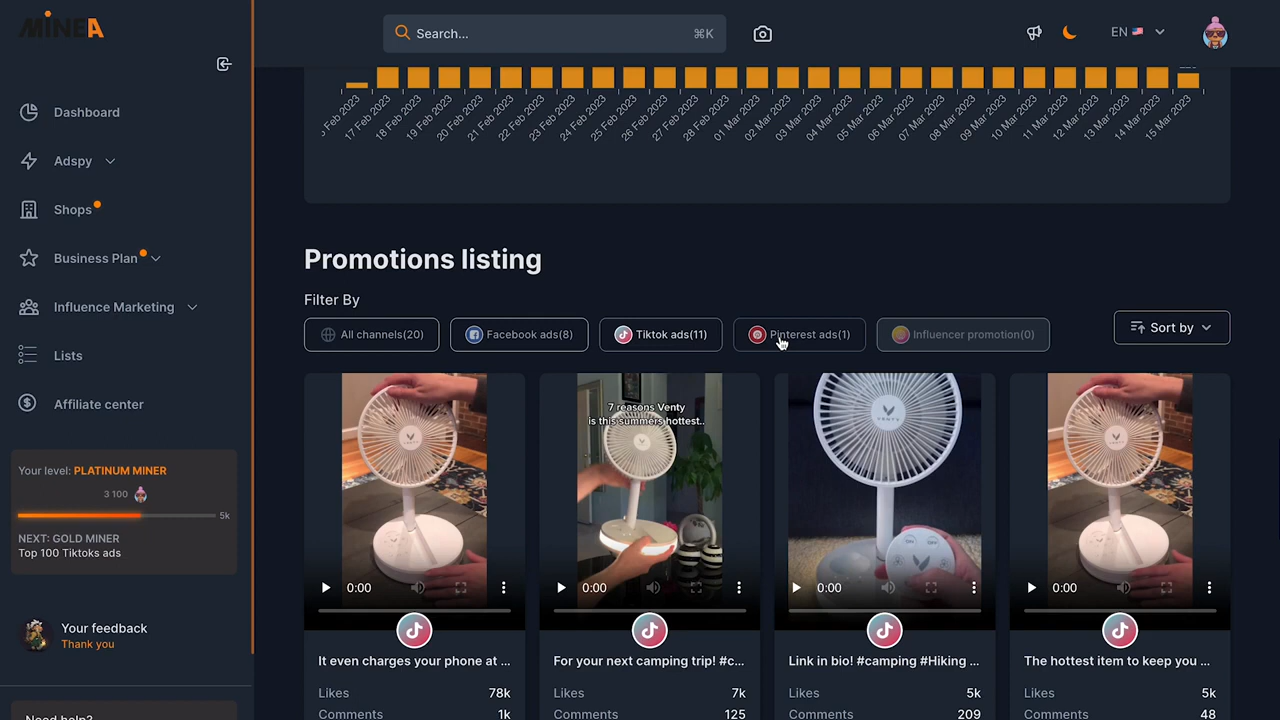 MINEA
Search...
⌘K
EN
Dashboard
Adspy
Shops
Business Plan
Influence Marketing
Lists
Affiliate center
Your level: PLATINUM MINER
3 100
5k
NEXT: GOLD MINER
Top 100 Tiktoks ads
Your feedback
Thank you
Need help?
Feb 2023
17 Feb 2023
18 Feb 2023
19 Feb 2023
20 Feb 2023
21 Feb 2023
22 Feb 2023
23 Feb 2023
24 Feb 2023
25 Feb 2023
26 Feb 2023
27 Feb 2023
28 Feb 2023
01 Mar 2023
02 Mar 2023
03 Mar 2023
04 Mar 2023
05 Mar 2023
06 Mar 2023
07 Mar 2023
08 Mar 2023
09 Mar 2023
10 Mar 2023
11 Mar 2023
12 Mar 2023
13 Mar 2023
14 Mar 2023
15 Mar 2023
Promotions listing
Filter By
All channels(20)
Facebook ads(8)
Tiktok ads(11)
Pinterest ads(1)
Influencer promotion(0)
Sort by
7 reasons Venty
is this summers hottest..
VENTY
0:00
0:00
0:00
0:00
It even charges your phone at ...
For your next camping trip! #c...
Link in bio! #camping #Hiking ...
The hottest item to keep you ...
Likes 78k
Likes 7k
Likes 5k
Likes 5k
Comments 1k
Comments 125
Comments 209
Comments 48